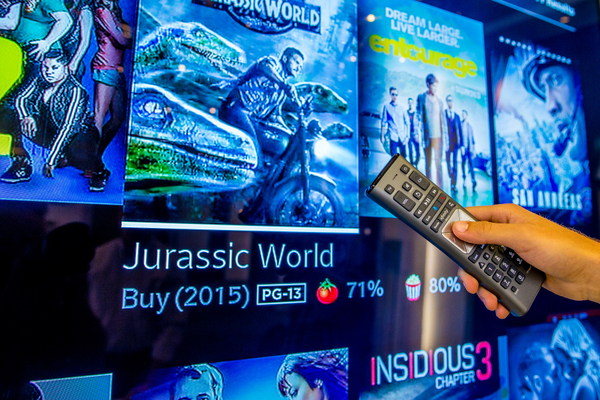 JURASSIC WORLD
DREAM LARGE.
LIVE LARGER.
entourage
SAN ANDREAS
2
Jurassic World
Buy (2015) PG-13 71% 80%
INSIDIOUS
CHAPTER 3